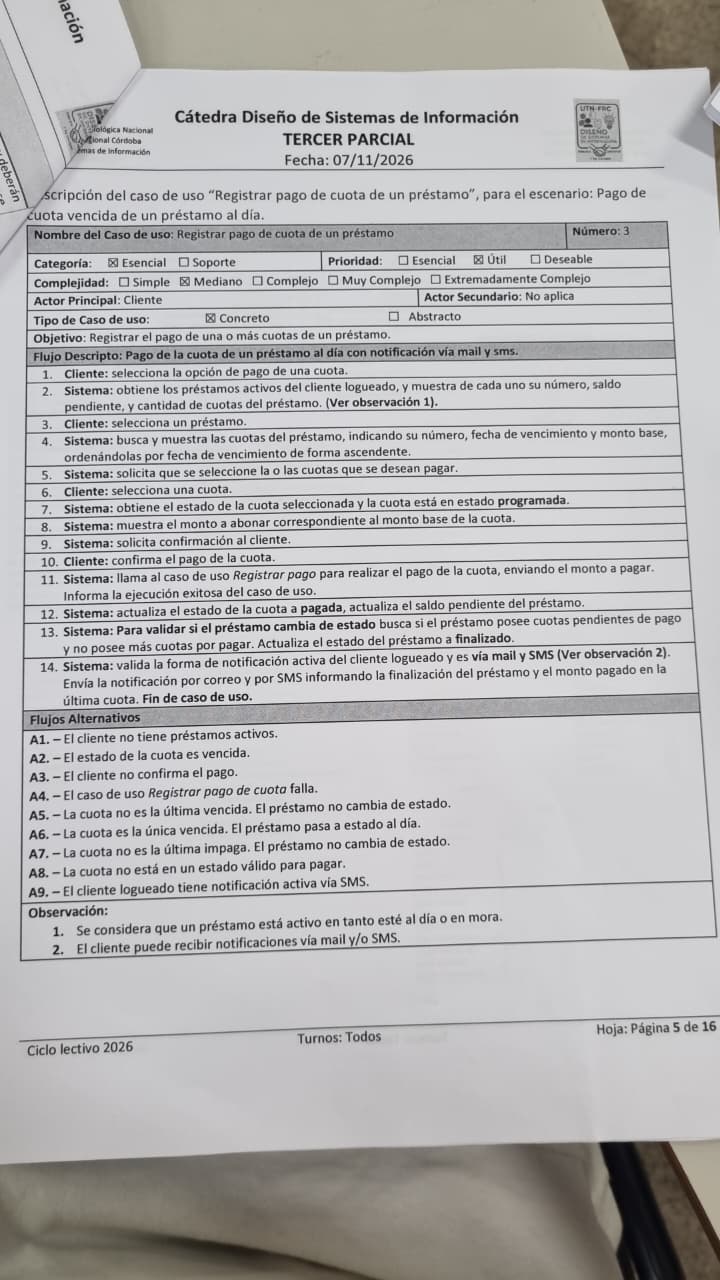 nación
deberán
ológica Nacional
ional Córdoba
emas de Información
Cátedra Diseño de Sistemas de Información
TERCER PARCIAL
Fecha: 07/11/2026
UTN-FRC
DISEÑO
scripción del caso de uso “Registrar pago de cuota de un préstamo”, para el escenario: Pago de
cuota vencida de un préstamo al día.
Nombre del Caso de uso: Registrar pago de cuota de un préstamo Número: 3
Categoría: ☒ Esencial ☐ Soporte Prioridad: ☐ Esencial ☒ Útil ☐ Deseable
Complejidad: ☐ Simple ☒ Mediano ☐ Complejo ☐ Muy Complejo ☐ Extremadamente Complejo
Actor Principal: Cliente Actor Secundario: No aplica
Tipo de Caso de uso: ☒ Concreto ☐ Abstracto
Objetivo: Registrar el pago de una o más cuotas de un préstamo.
Flujo Descripto: Pago de la cuota de un préstamo al día con notificación vía mail y sms.
1. Cliente: selecciona la opción de pago de una cuota.
2. Sistema: obtiene los préstamos activos del cliente logueado, y muestra de cada uno su número, saldo
pendiente, y cantidad de cuotas del préstamo. (Ver observación 1).
3. Cliente: selecciona un préstamo.
4. Sistema: busca y muestra las cuotas del préstamo, indicando su número, fecha de vencimiento y monto base,
ordenándolas por fecha de vencimiento de forma ascendente.
5. Sistema: solicita que se seleccione la o las cuotas que se desean pagar.
6. Cliente: selecciona una cuota.
7. Sistema: obtiene el estado de la cuota seleccionada y la cuota está en estado programada.
8. Sistema: muestra el monto a abonar correspondiente al monto base de la cuota.
9. Sistema: solicita confirmación al cliente.
10. Cliente: confirma el pago de la cuota.
11. Sistema: llama al caso de uso Registrar pago para realizar el pago de la cuota, enviando el monto a pagar.
Informa la ejecución exitosa del caso de uso.
12. Sistema: actualiza el estado de la cuota a pagada, actualiza el saldo pendiente del préstamo.
13. Sistema: Para validar si el préstamo cambia de estado busca si el préstamo posee cuotas pendientes de pago
y no posee más cuotas por pagar. Actualiza el estado del préstamo a finalizado.
14. Sistema: valida la forma de notificación activa del cliente logueado y es vía mail y SMS (Ver observación 2).
Envía la notificación por correo y por SMS informando la finalización del préstamo y el monto pagado en la
última cuota. Fin de caso de uso.
Flujos Alternativos
A1. – El cliente no tiene préstamos activos.
A2. – El estado de la cuota es vencida.
A3. – El cliente no confirma el pago.
A4. – El caso de uso Registrar pago de cuota falla.
A5. – La cuota no es la última vencida. El préstamo no cambia de estado.
A6. – La cuota es la única vencida. El préstamo pasa a estado al día.
A7. – La cuota no es la última impaga. El préstamo no cambia de estado.
A8. – La cuota no está en un estado válido para pagar.
A9. – El cliente logueado tiene notificación activa vía SMS.
Observación:
1. Se considera que un préstamo está activo en tanto esté al día o en mora.
2. El cliente puede recibir notificaciones vía mail y/o SMS.
Ciclo lectivo 2026 Turnos: Todos Hoja: Página 5 de 16